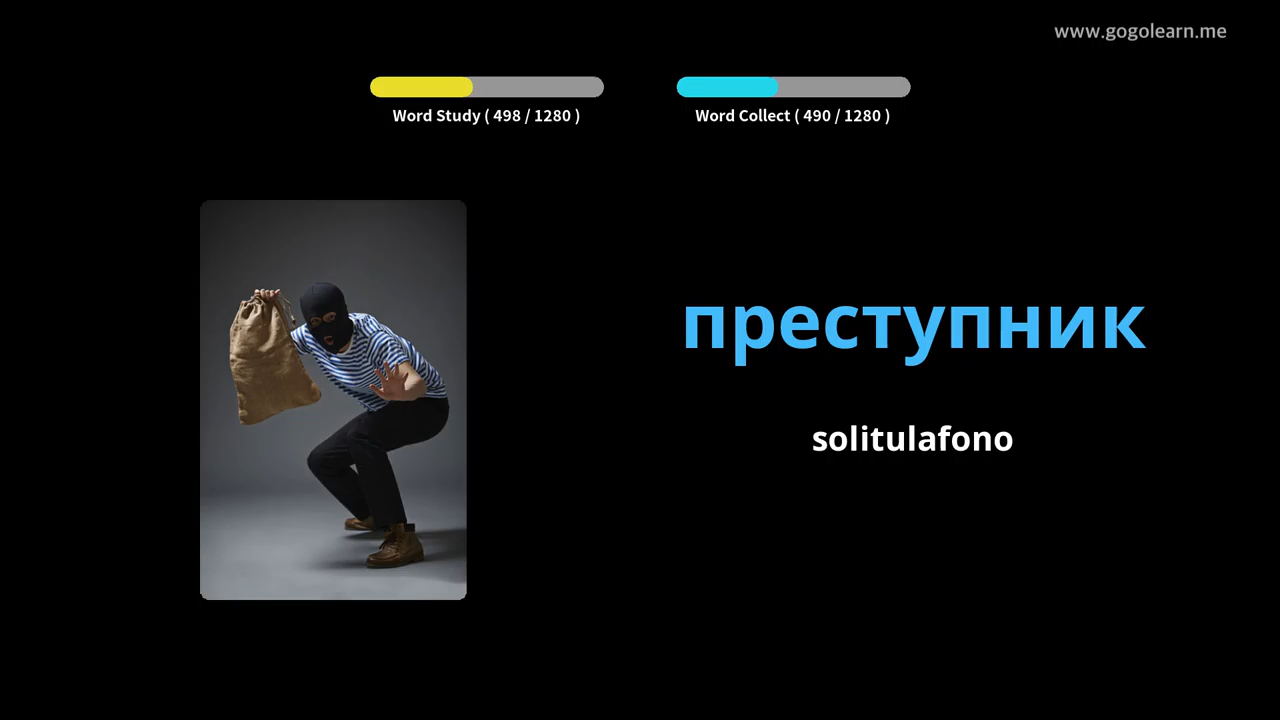 www.gogolearn.me
Word Study ( 498 / 1280 )
Word Collect ( 490 / 1280 )
преступник
solitulafono